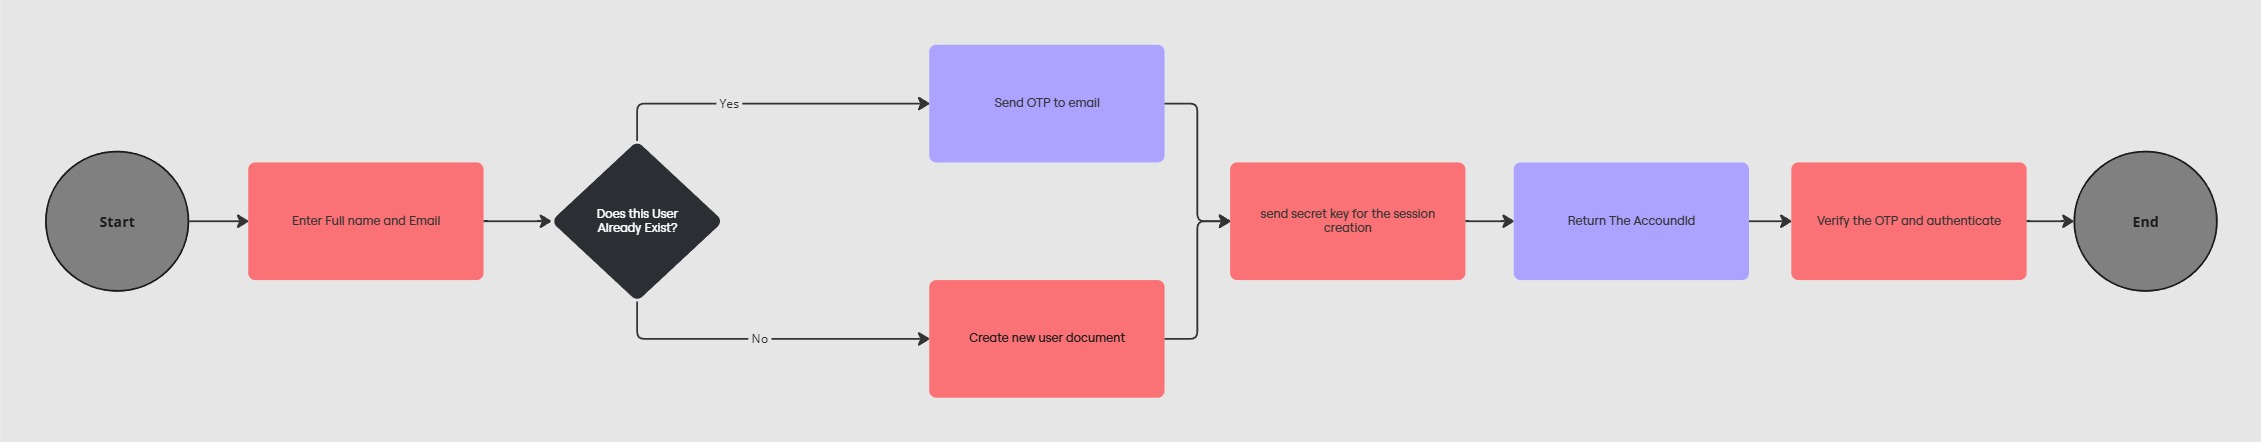 Start
Enter Full name and Email
Does this User
Already Exist?
Yes
Send OTP to email
No
Create new user document
send secret key for the session
creation
Return The AccoundId
Verify the OTP and authenticate
End